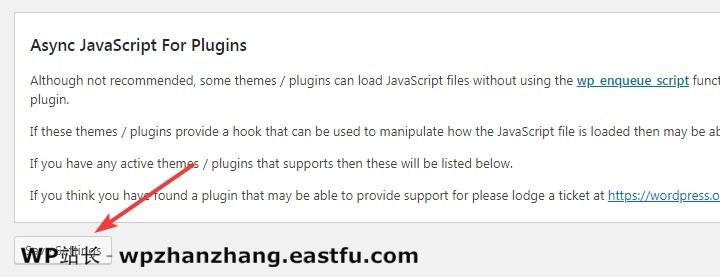 Async JavaScript For Plugins
Although not recommended, some themes / plugins can load JavaScript files without using the wp_enqueue_script funct
plugin.
If these themes / plugins provide a hook that can be used to manipulate how the JavaScript file is loaded then may be ab
If you have any active themes / plugins that supports then these will be listed below.
If you think you have found a plugin that may be able to provide support for please lodge a ticket at https://wordpress.o
Save Settings
WP站长 - wpzhanzhang.eastfu.com